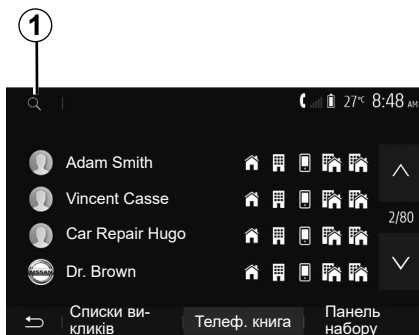 1
27°C 8:48 AM
Adam Smith
Vincent Casse
2/80
Car Repair Hugo
NISSAN Dr. Brown
Списки ви-
кликів
Телеф. книга
Панель
набору